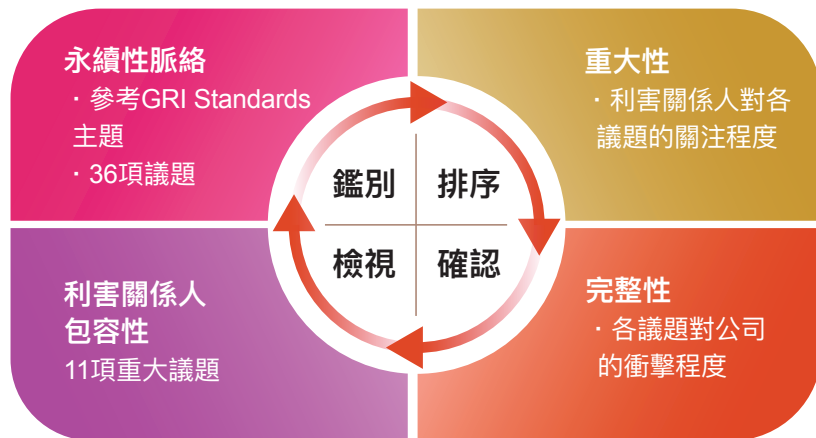 永續性脈絡
· 參考GRI Standards
主題
· 36項議題
重大性
· 利害關係人對各
議題的關注程度
鑑別
排序
檢視
確認
利害關係人
包容性
11項重大議題
完整性
· 各議題對公司
的衝擊程度